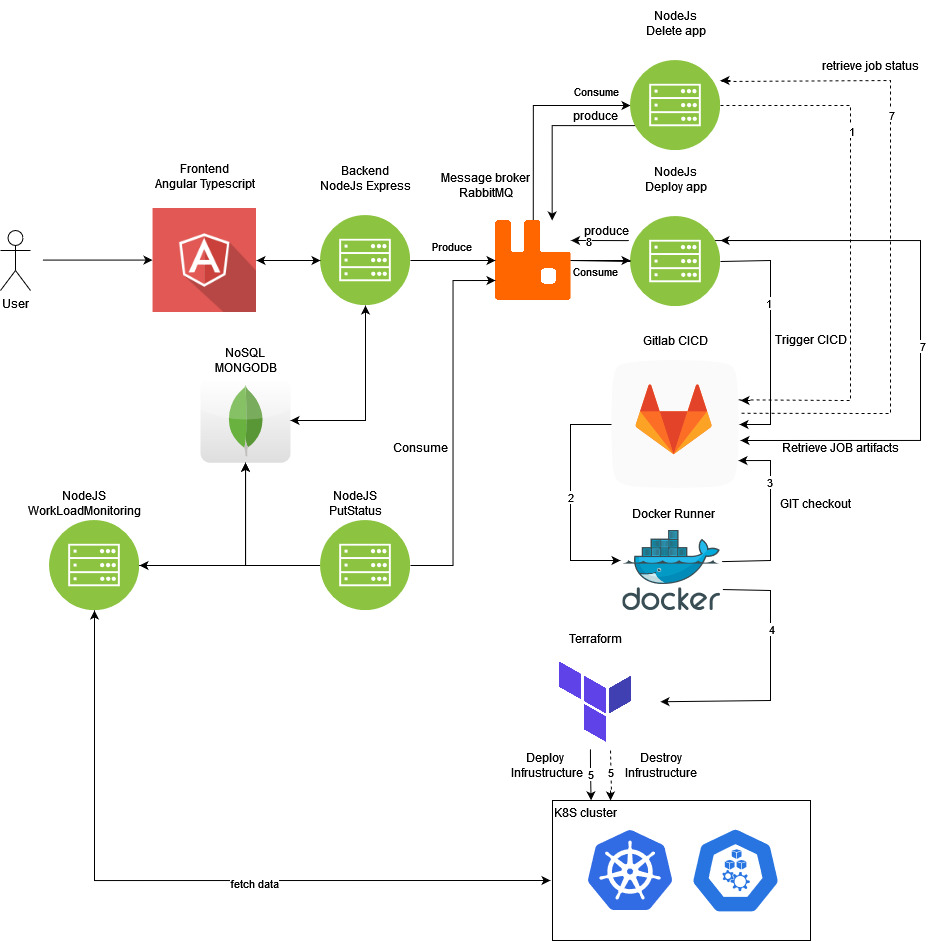 NodeJs
Delete app
retrieve job status
Consume
produce
7
1
Frontend
Angular Typescript
Backend
NodeJs Express
Message broker
RabbitMQ
NodeJs
Deploy app
produce
8
Produce
Consume
User
1
Gitlab CICD
Trigger CICD
7
NoSQL
MONGODB
Consume
Retrieve JOB artifacts
NodeJS
WorkLoadMonitoring
NodeJS
PutStatus
2
3
GIT checkout
Docker Runner
docker
4
Terraform
Deploy
Infrustructure
5
5
Destroy
Infrustructure
K8S cluster
fetch data